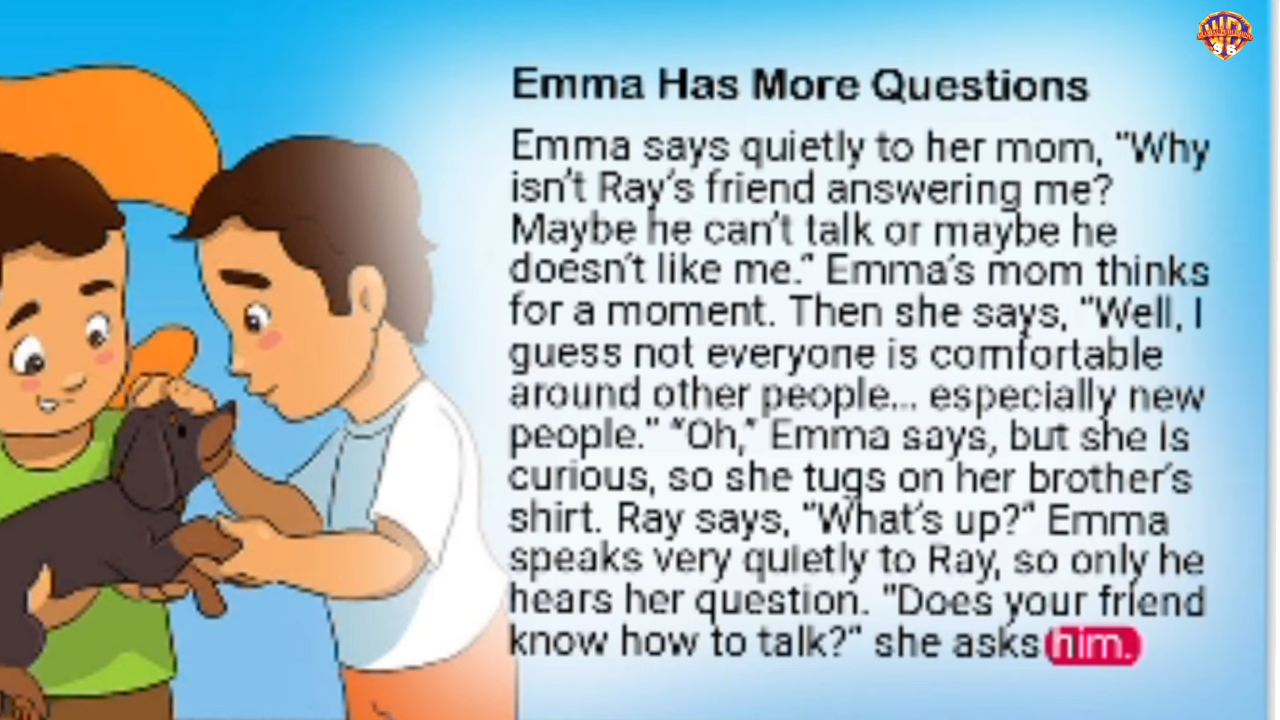 Emma Has More Questions
Emma says quietly to her mom, "Why
isn't Ray's friend answering me?
Maybe he can't talk or maybe he
doesn't like me." Emma's mom thinks
for a moment. Then she says, "Well, I
guess not everyone is comfortable
around other people... especially new
people." "Oh," Emma says, but she is
curious, so she tugs on her brother's
shirt. Ray says, "What's up?" Emma
speaks very quietly to Ray, so only he
hears her question. "Does your friend
know how to talk?" she asks him.